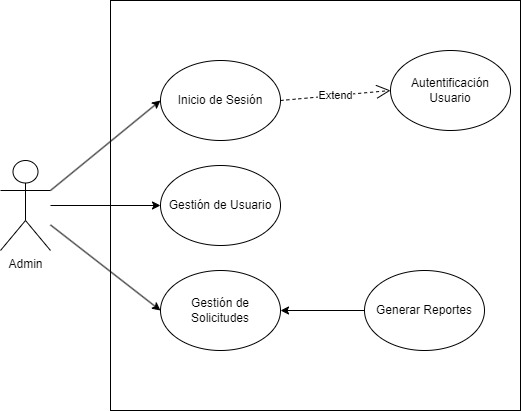 Inicio de Sesión
Extend
Autentificación
Usuario
Gestión de Usuario
Admin
Gestión de
Solicitudes
Generar Reportes